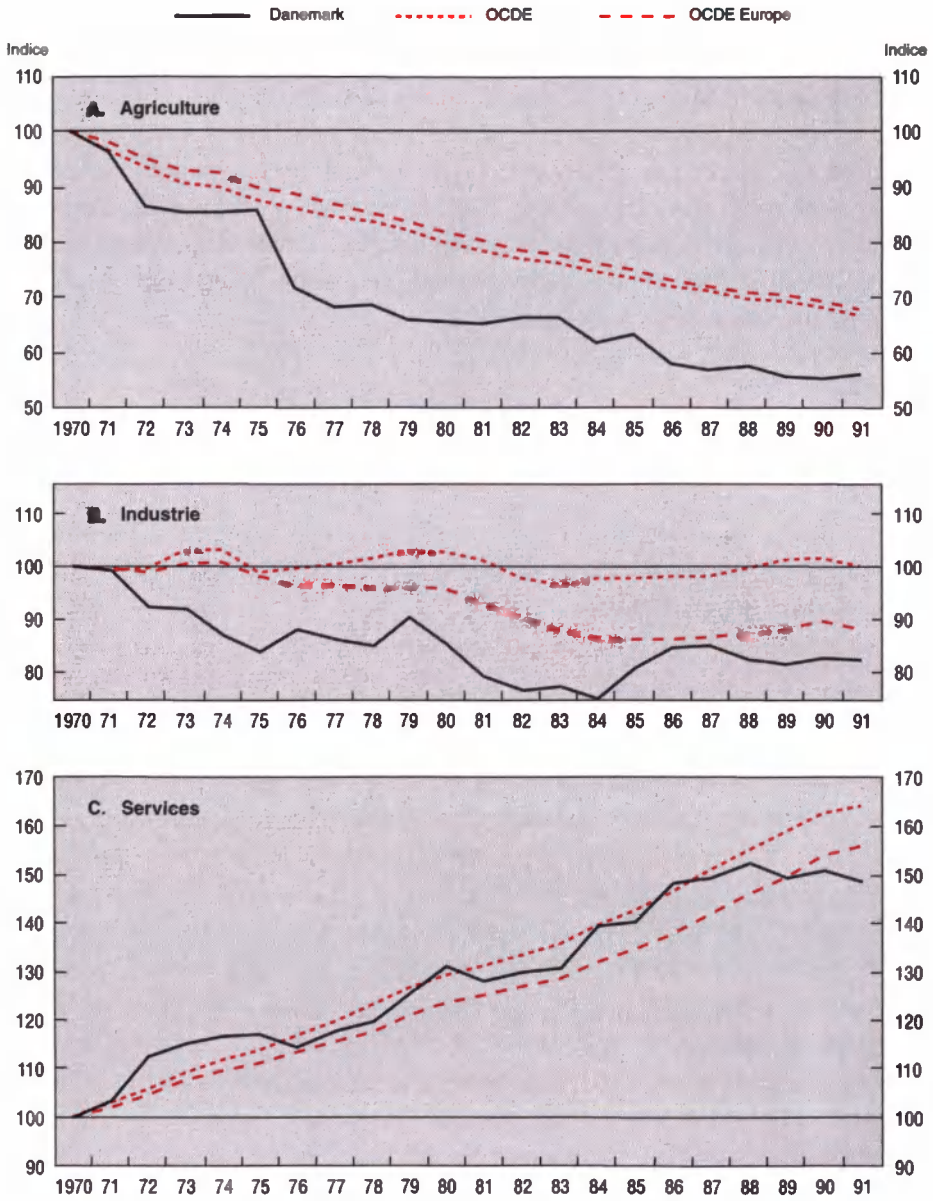 Danemark OCDE OCDE Europe
Indice Indice
110 110
A. Agriculture
100 100
90 90
80 80
70 70
60 60
50 50
1970 71 72 73 74 75 76 77 78 79 80 81 82 83 84 85 86 87 88 89 90 91
110 110
B. Industrie
100 100
90 90
80 80
1970 71 72 73 74 75 76 77 78 79 80 81 82 83 84 85 86 87 88 89 90 91
170 170
C. Services
160 160
150 150
140 140
130 130
120 120
110 110
100 100
90 90
1970 71 72 73 74 75 76 77 78 79 80 81 82 83 84 85 86 87 88 89 90 91